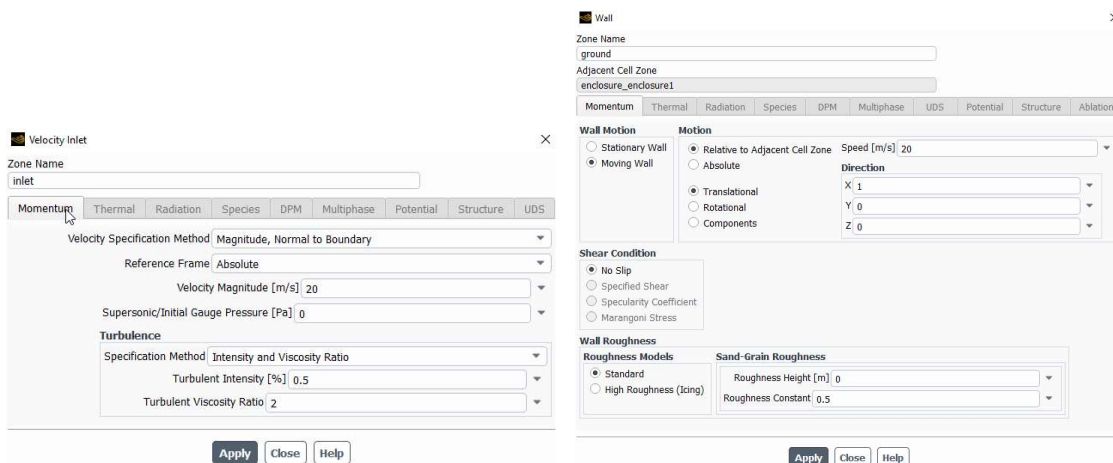 Velocity Inlet
Zone Name
inlet
Momentum Thermal Radiation Species DPM Multiphase Potential Structure UDS
Velocity Specification Method Magnitude, Normal to Boundary
Reference Frame Absolute
Velocity Magnitude [m/s] 20
Supersonic/Initial Gauge Pressure [Pa] 0
Turbulence
Specification Method Intensity and Viscosity Ratio
Turbulent Intensity [%] 0.5
Turbulent Viscosity Ratio 2
Apply Close Help
Wall
Zone Name
ground
Adjacent Cell Zone
enclosure_enclosure1
Momentum Thermal Radiation Species DPM Multiphase UDS Potential Structure Ablation
Wall Motion Motion
Stationary Wall Relative to Adjacent Cell Zone Speed [m/s] 20
Moving Wall Absolute Direction
Translational X 1
Rotational Y 0
Components Z 0
Shear Condition
No Slip
Specified Shear
Specularity Coefficient
Marangoni Stress
Wall Roughness
Roughness Models Sand-Grain Roughness
Standard Roughness Height [m] 0
High Roughness (Icing) Roughness Constant 0.5
Apply Close Help